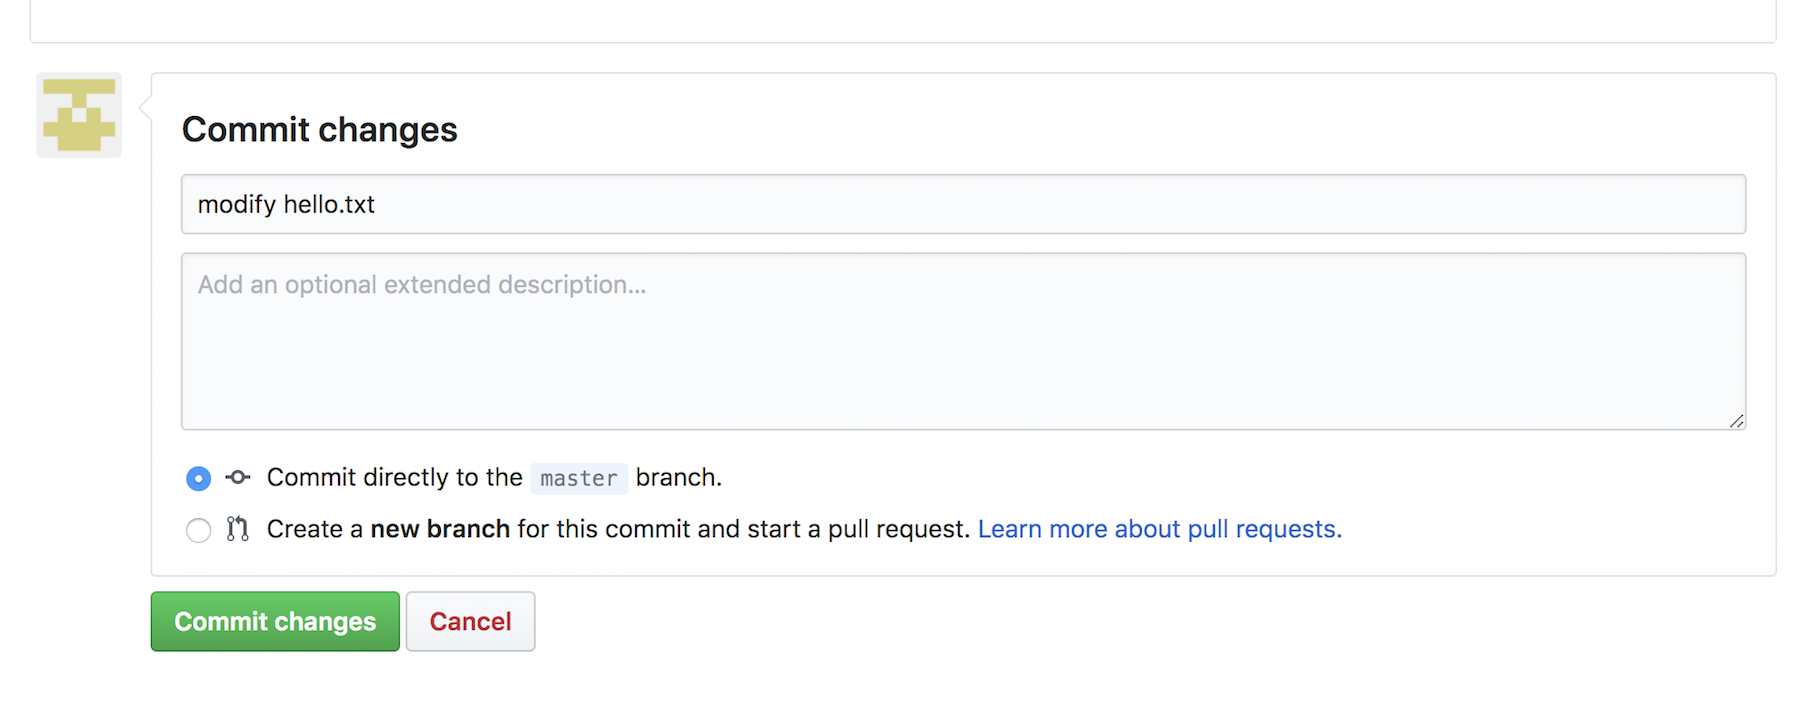 Commit changes
modify hello.txt
Add an optional extended description...
Commit directly to the master branch.
Create a new branch for this commit and start a pull request. Learn more about pull requests.
Commit changes Cancel